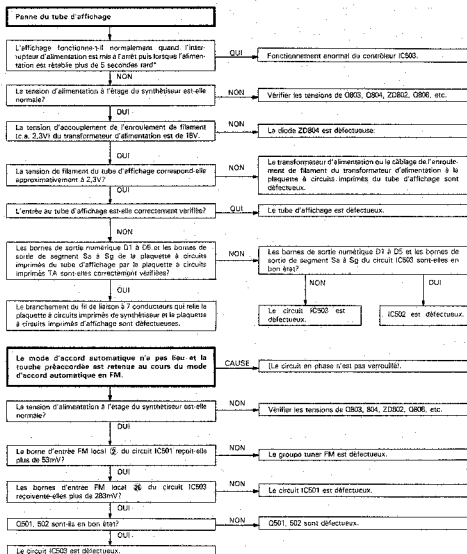 Panne du tube d'affichage
L'affichage fonctionne-t-il normalement quand l'inter-
rupteur d'alimentation est mis à l'arrêt puis lorsque l'alimen-
tation est rétablie plus de 5 secondes tard?
OUI
Fonctionnement anormal du contrôleur IC503.
NON
La tension d'alimentation à l'étage du synthétiseur est-elle
normale?
NON
Vérifier les tensions de Q803, Q804, ZD802, Q806, etc.
OUI
La tension d'accouplement de l'enroulement de filament
(c.a. 2,3V) du transformateur d'alimentation est de 18V.
NON
La diode ZD804 est défectueuse.
OUI
La tension de filament du tube d'affichage correspond-elle
approximativement à 2,3V?
NON
Le transformateur d'alimentation ou le câblage de l'enroule-
ment de filament du transformateur d'alimentation à la
plaquette à circuits imprimés du tube d'affichage sont
défectueux.
OUI
L'entrée au tube d'affichage est-elle correctement vérifiée?
OUI
Le tube d'affichage est défectueux.
NON
Les bornes de sortie numérique D1 à D5 et les bornes de
sortie de segment Sa à Sg de la plaquette à circuits
imprimés du tube d'affichage par la plaquette à circuits
imprimés TA sont-elles correctement vérifiées?
NON
Les bornes de sortie numérique D1 à D5 et les bornes de
sortie de segment Sa à Sg du circuit IC503 sont-elles en
bon état?
OUI
NON
OUI
Le branchement du fil de liaison à 7 conducteurs qui relie la
plaquette à circuits imprimés de synthétiseur et la plaquette
à circuits imprimés d'affichage sont défectueuses.
Le circuit IC503 est
défectueux.
IC502 est défectueux.
Le mode d'accord automatique n'a pas lieu et la
touche préaccordée est retenue au cours du mode
d'accord automatique en FM.
CAUSE
(Le circuit en phase n'est pas verrouillé).
La tension d'alimentation à l'étage du synthétiseur est-elle
normale?
NON
Vérifier les tensions de Q803, 804, ZD802, Q806, etc.
OUI
La borne d'entrée FM local ② du circuit IC501 reçoit-elle
plus de 53mV?
NON
Le groupe tuner FM est défectueux.
OUI
Les bornes d'entrée FM local du circuit IC503
reçoivent-elles plus de 283mV?
NON
Le circuit IC501 est défectueux.
OUI
Q501, 502 sont-ils en bon état?
NON
Q501, 502 sont défectueux.
OUI
Le circuit IC503 est défectueux.